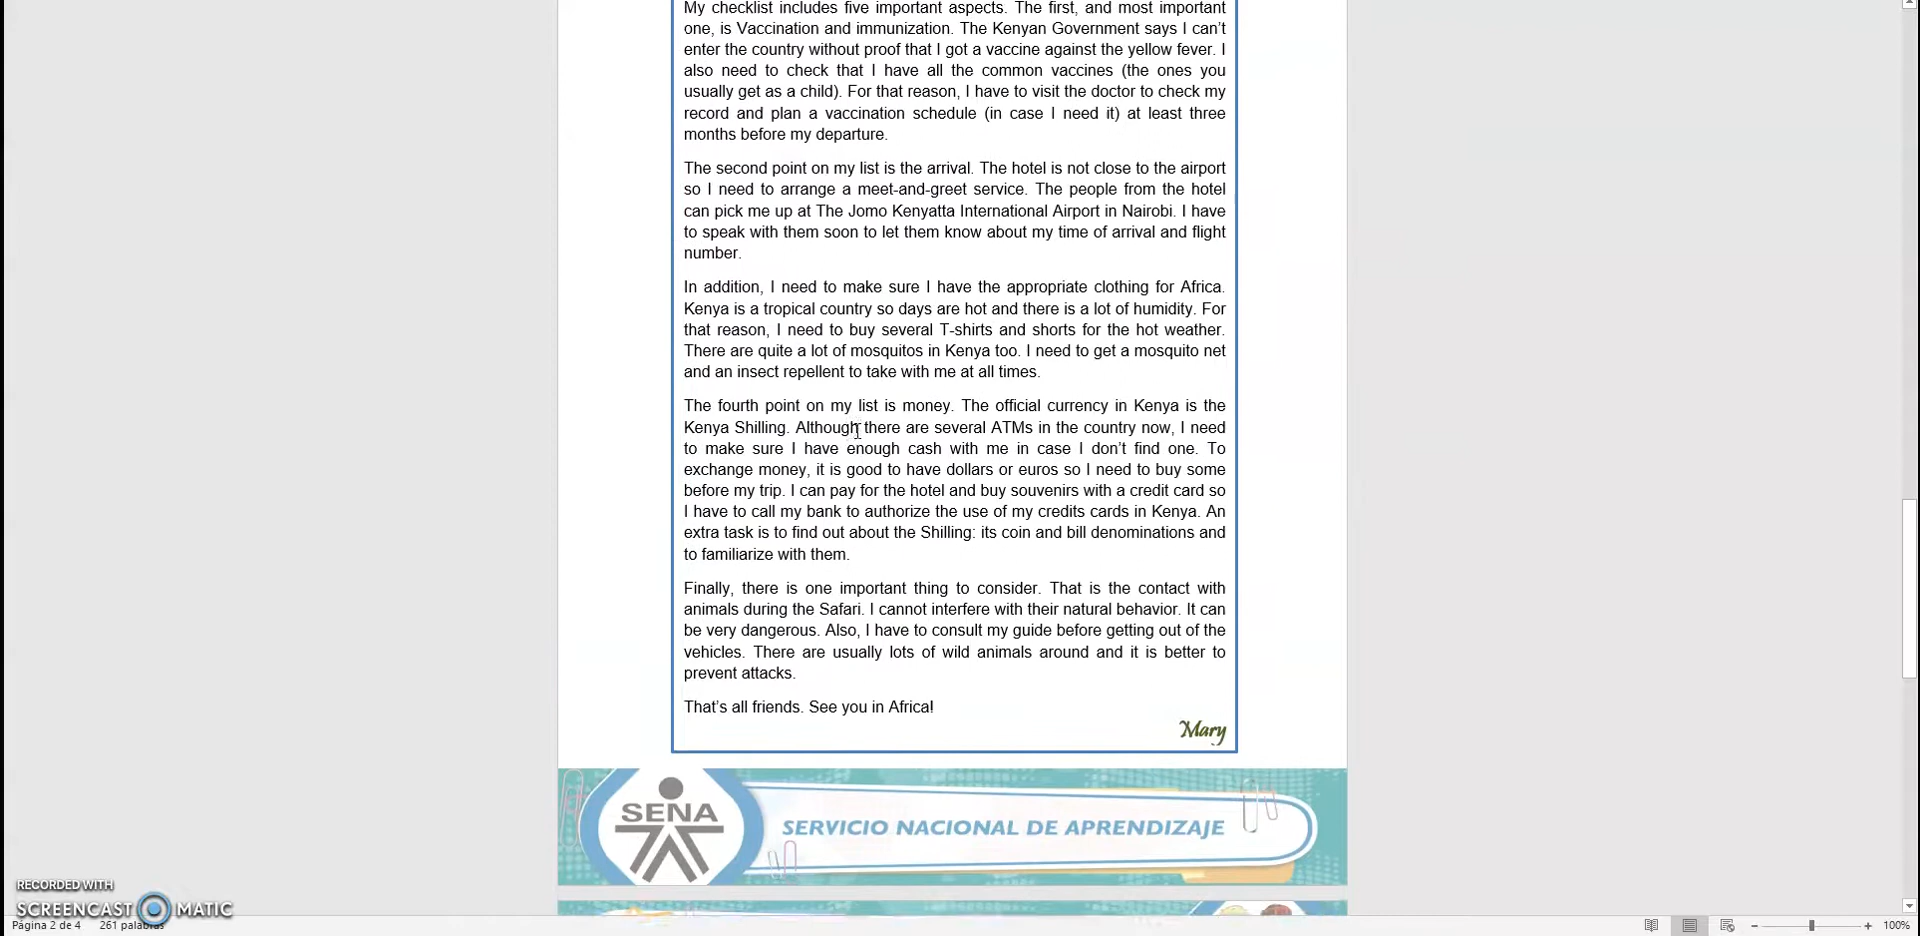 My checklist includes five important aspects. The first, and most important
one, is Vaccination and immunization. The Kenyan Government says I can't
enter the country without proof that I got a vaccine against the yellow fever. I
also need to check that I have all the common vaccines (the ones you
usually get as a child). For that reason, I have to visit the doctor to check my
record and plan a vaccination schedule (in case I need it) at least three
months before my departure.
The second point on my list is the arrival. The hotel is not close to the airport
so I need to arrange a meet-and-greet service. The people from the hotel
can pick me up at The Jomo Kenyatta International Airport in Nairobi. I have
to speak with them soon to let them know about my time of arrival and flight
number.
In addition, I need to make sure I have the appropriate clothing for Africa.
Kenya is a tropical country so days are hot and there is a lot of humidity. For
that reason, I need to buy several T-shirts and shorts for the hot weather.
There are quite a lot of mosquitos in Kenya too. I need to get a mosquito net
and an insect repellent to take with me at all times.
The fourth point on my list is money. The official currency in Kenya is the
Kenya Shilling. Although there are several ATMs in the country now, I need
to make sure I have enough cash with me in case I don't find one. To
exchange money, it is good to have dollars or euros so I need to buy some
before my trip. I can pay for the hotel and buy souvenirs with a credit card so
I have to call my bank to authorize the use of my credits cards in Kenya. An
extra task is to find out about the Shilling: its coin and bill denominations and
to familiarize with them.
Finally, there is one important thing to consider. That is the contact with
animals during the Safari. I cannot interfere with their natural behavior. It can
be very dangerous. Also, I have to consult my guide before getting out of the
vehicles. There are usually lots of wild animals around and it is better to
prevent attacks.
That's all friends. See you in Africa!
Mary
SENA
SERVICIO NACIONAL DE APRENDIZAJE
RECORDED WITH
SCREENCAST MATIC
Página 2 de 4 261 palabras
100%